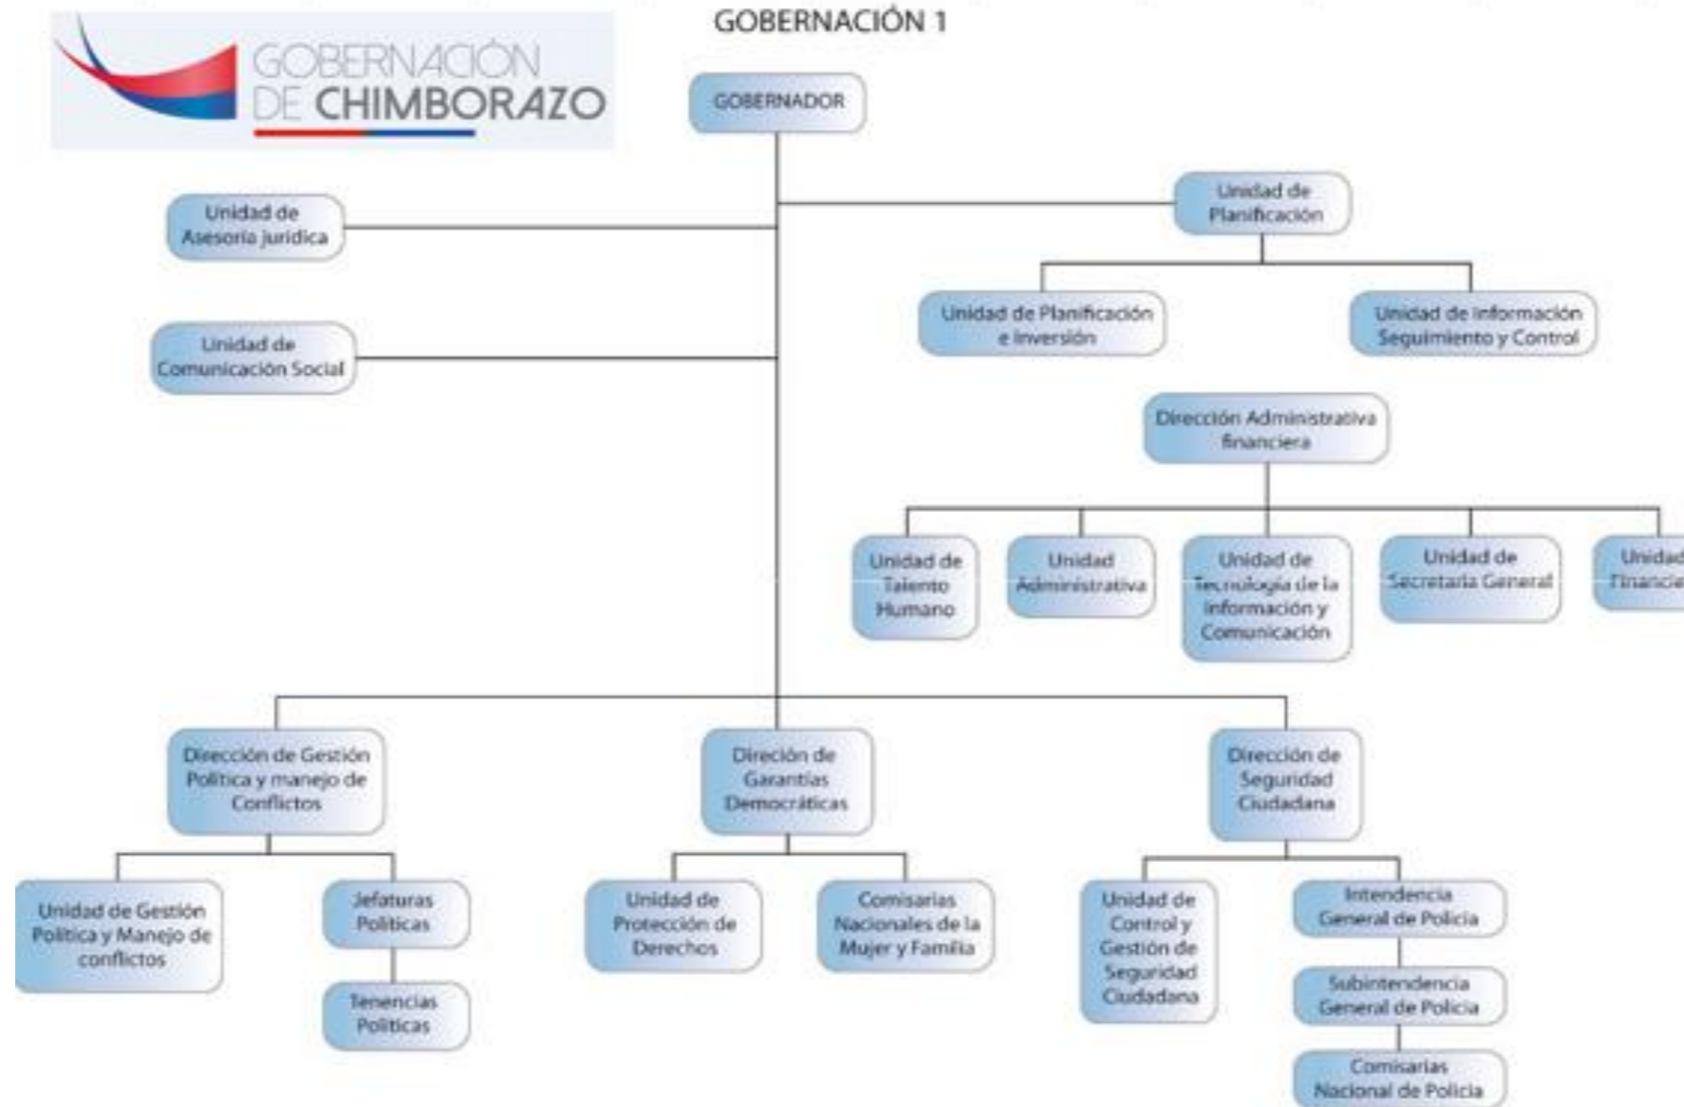 GOBERNACIÓN 1
GOBERNACIÓN
DE CHIMBORAZO
GOBERNADOR
Unidad de
Planificación
Unidad de
Asesoría jurídica
Unidad de Planificación
e inversión
Unidad de información
Seguimiento y Control
Unidad de
Comunicación Social
Dirección Administrativa
financiera
Unidad de
Talento
Humano
Unidad
Administrativa
Unidad de
Tecnología de la
información y
Comunicación
Unidad de
Secretaria General
Unidad
Dirección de Gestión
Política y manejo de
Conflictos
Direción de
Garantías
Democráticas
Dirección de
Seguridad
Ciudadana
Unidad de Gestión
Política y Manejo de
conflictos
Jefaturas
Políticas
Tenencias
Políticas
Unidad de
Protección de
Derechos
Comisarias
Nacionales de la
Mujer y Familia
Unidad de
Control y
Gestión de
Seguridad
Ciudadana
Intendencia
General de Policia
Subintendencia
General de Policia
Comisarias
Nacional de Policia